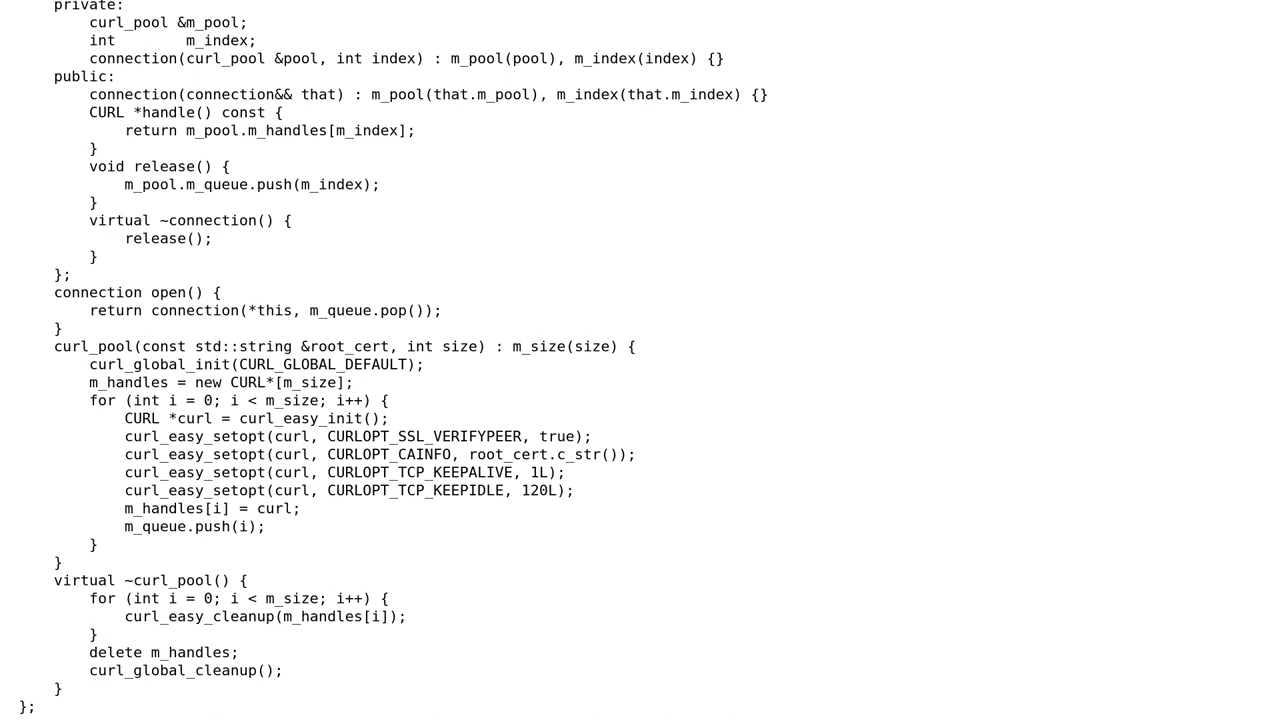 private:
        curl_pool &m_pool;
        int        m_index;
        connection(curl_pool &pool, int index) : m_pool(pool), m_index(index) {}
    public:
        connection(connection&& that) : m_pool(that.m_pool), m_index(that.m_index) {}
        CURL *handle() const {
            return m_pool.m_handles[m_index];
        }
        void release() {
            m_pool.m_queue.push(m_index);
        }
        virtual ~connection() {
            release();
        }
    };
    connection open() {
        return connection(*this, m_queue.pop());
    }
    curl_pool(const std::string &root_cert, int size) : m_size(size) {
        curl_global_init(CURL_GLOBAL_DEFAULT);
        m_handles = new CURL*[m_size];
        for (int i = 0; i < m_size; i++) {
            CURL *curl = curl_easy_init();
            curl_easy_setopt(curl, CURLOPT_SSL_VERIFYPEER, true);
            curl_easy_setopt(curl, CURLOPT_CAINFO, root_cert.c_str());
            curl_easy_setopt(curl, CURLOPT_TCP_KEEPALIVE, 1L);
            curl_easy_setopt(curl, CURLOPT_TCP_KEEPIDLE, 120L);
            m_handles[i] = curl;
            m_queue.push(i);
        }
    }
    virtual ~curl_pool() {
        for (int i = 0; i < m_size; i++) {
            curl_easy_cleanup(m_handles[i]);
        }
        delete m_handles;
        curl_global_cleanup();
    }
};